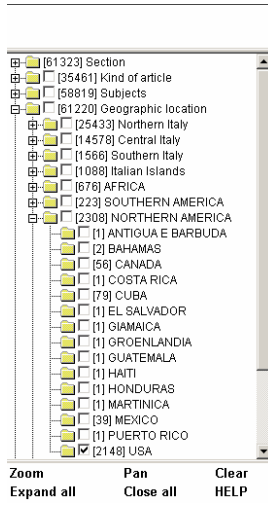 [61323] Section
[35461] Kind of article
[58819] Subjects
[61220] Geographic location
[25433] Northern Italy
[14578] Central Italy
[1566] Southern Italy
[1088] Italian Islands
[676] AFRICA
[223] SOUTHERN AMERICA
[2308] NORTHERN AMERICA
[1] ANTIGUA E BARBUDA
[2] BAHAMAS
[56] CANADA
[1] COSTA RICA
[79] CUBA
[1] EL SALVADOR
[1] GIAMAICA
[1] GROENLANDIA
[1] GUATEMALA
[1] HAITI
[1] HONDURAS
[1] MARTINICA
[39] MEXICO
[1] PUERTO RICO
[2148] USA
Zoom Pan Clear
Expand all Close all HELP